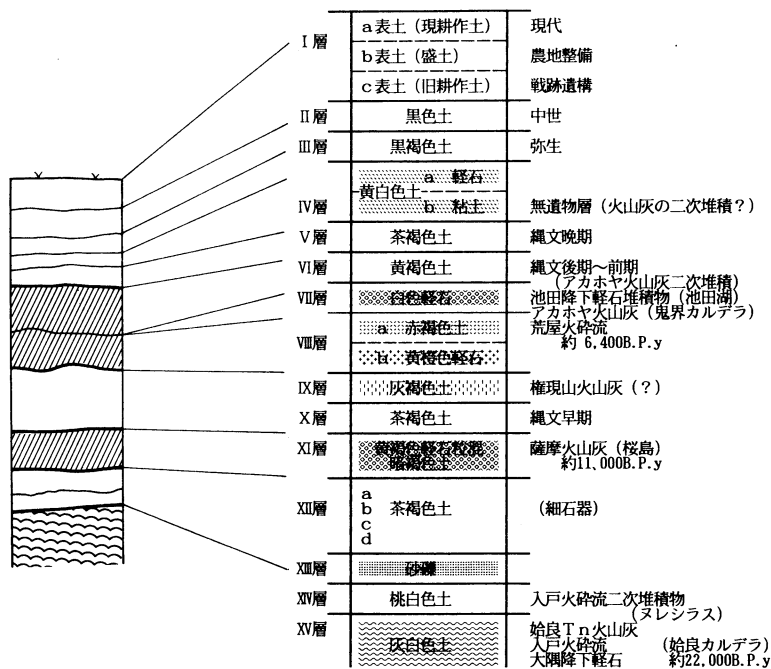 Ⅰ層
a表土（現耕作土） 現代
b表土（盛土） 農地整備
c表土（旧耕作土） 戦跡遺構
Ⅱ層 黒色土 中世
Ⅲ層 黒褐色土 弥生
a 軽石
黄白色土
Ⅳ層 b 粘土 無遺物層（火山灰の二次堆積？）
Ⅴ層 茶褐色土 縄文晩期
Ⅵ層 黄褐色土 縄文後期～前期
（アカホヤ火山灰二次堆積）
Ⅶ層 白色軽石 池田降下軽石堆積物（池田湖）
アカホヤ火山灰（鬼界カルデラ）
a 赤褐色土 荒屋火砕流
Ⅷ層 約 6,400B.P.y
b 黄橙色軽石
Ⅸ層 灰褐色土 権現山火山灰（？）
Ⅹ層 茶褐色土 縄文早期
Ⅺ層 黄褐色軽石粒混 薩摩火山灰（桜島）
暗褐色土 約11,000B.P.y
a
b
Ⅻ層 茶褐色土 （細石器）
c
d
XⅢ層 砂礫
XⅣ層 桃白色土 入戸火砕流二次堆積物
（ヌレシラス）
XⅤ層 姶良Ｔｎ火山灰
灰白色土 入戸火砕流 （姶良カルデラ）
大隅降下軽石 約22,000B.P.y